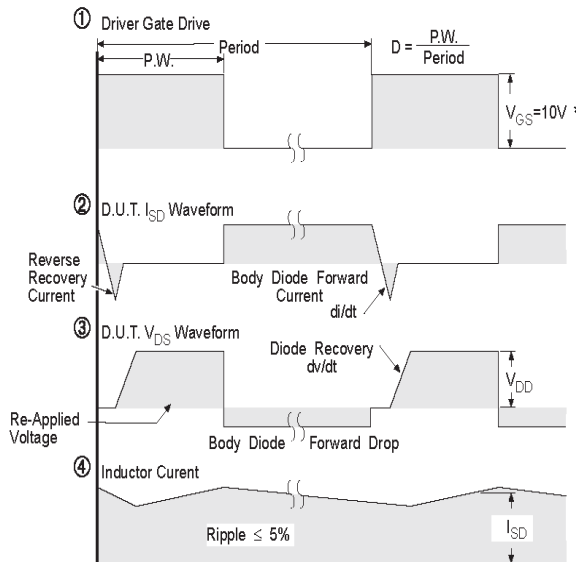 ① Driver Gate Drive
P.W.
Period
D = P.W.
Period
V_GS=10V *
② D.U.T. I_SD Waveform
Reverse
Recovery
Current
Body Diode Forward
Current
di/dt
③ D.U.T. V_DS Waveform
Diode Recovery
dv/dt
V_DD
Re-Applied
Voltage
Body Diode Forward Drop
④ Inductor Curent
Ripple ≤ 5%
I_SD